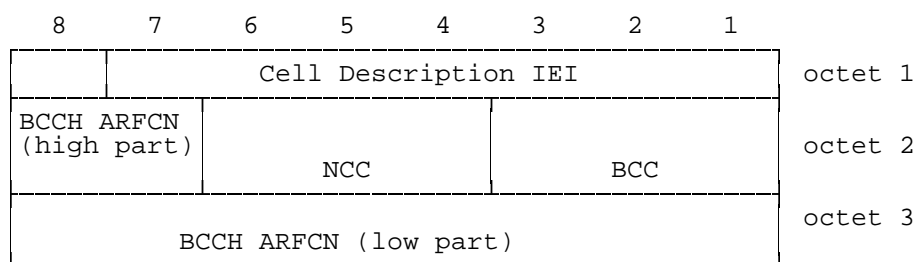 8 7 6 5 4 3 2 1
Cell Description IEI octet 1
BCCH ARFCN
(high part) octet 2
NCC BCC
octet 3
BCCH ARFCN (low part)